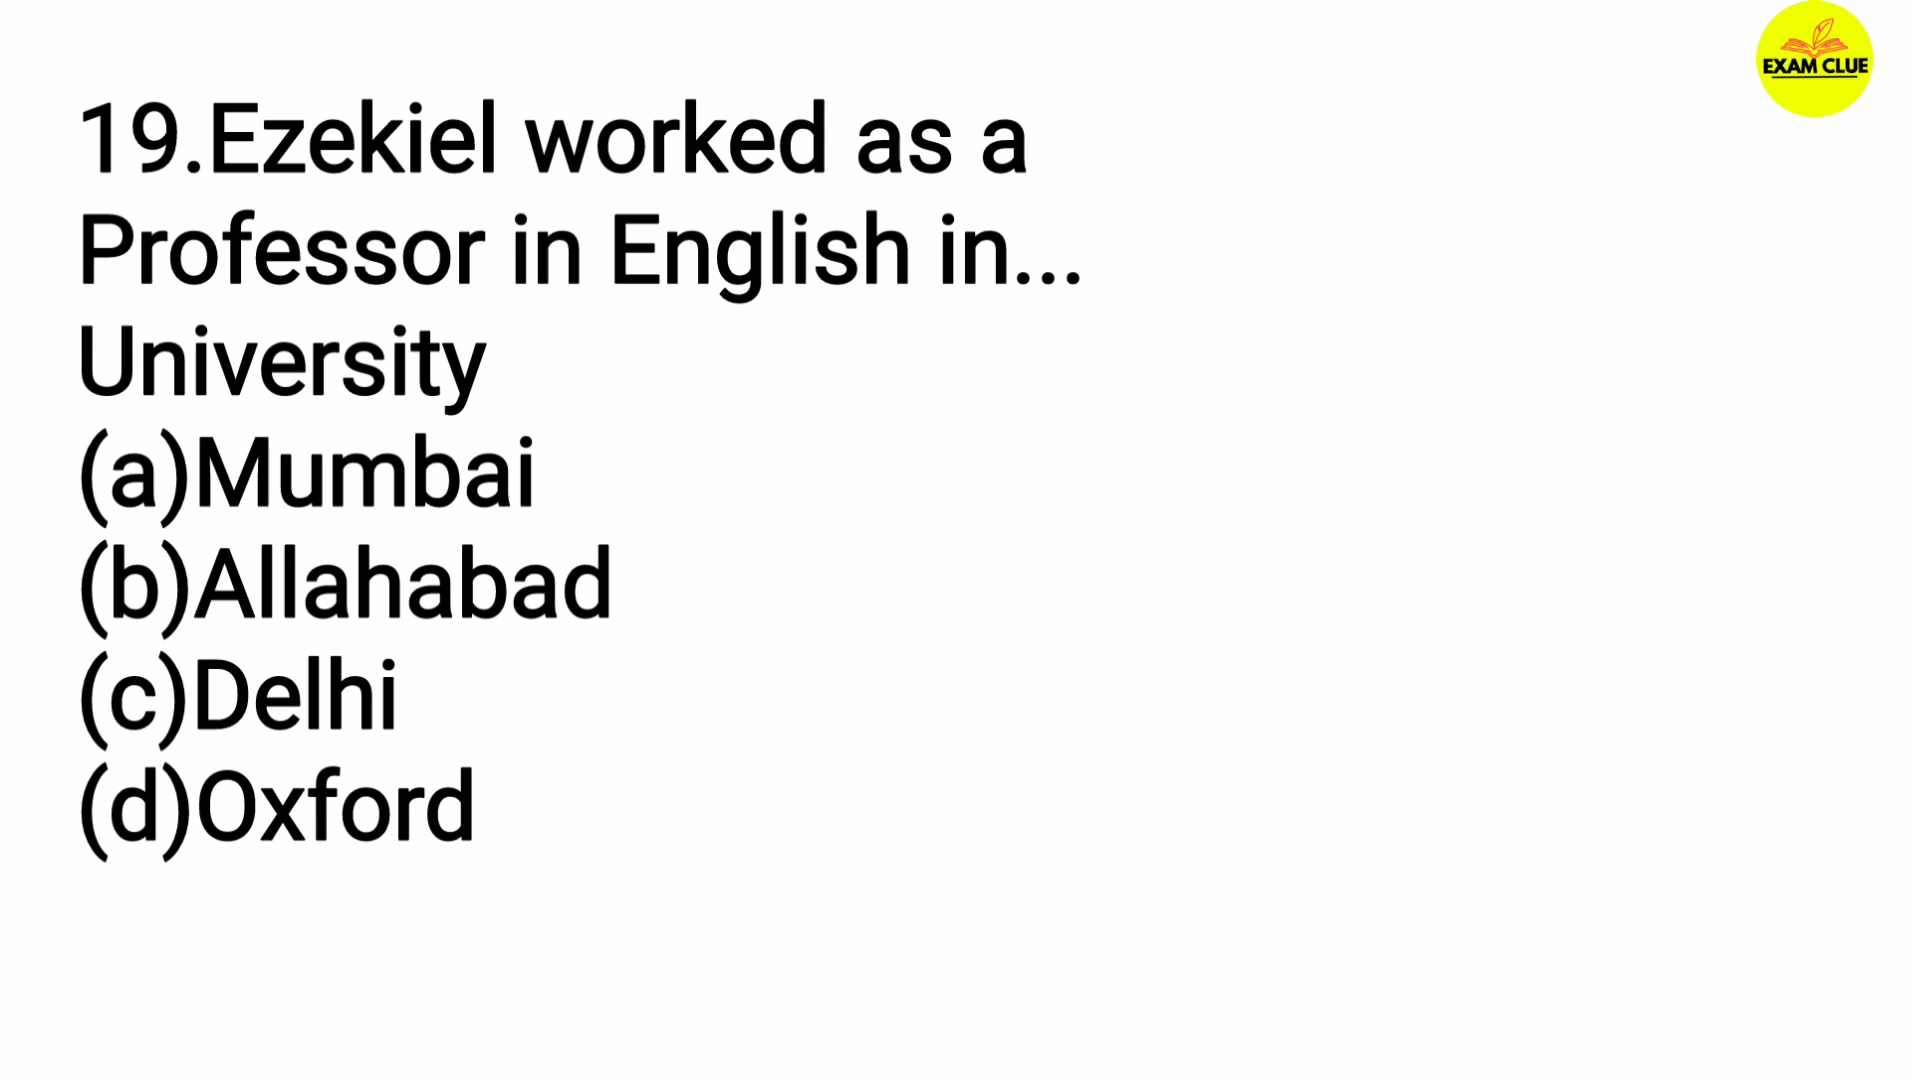 EXAM CLUE
19.Ezekiel worked as a
Professor in English in...
University
(a)Mumbai
(b)Allahabad
(c)Delhi
(d)Oxford